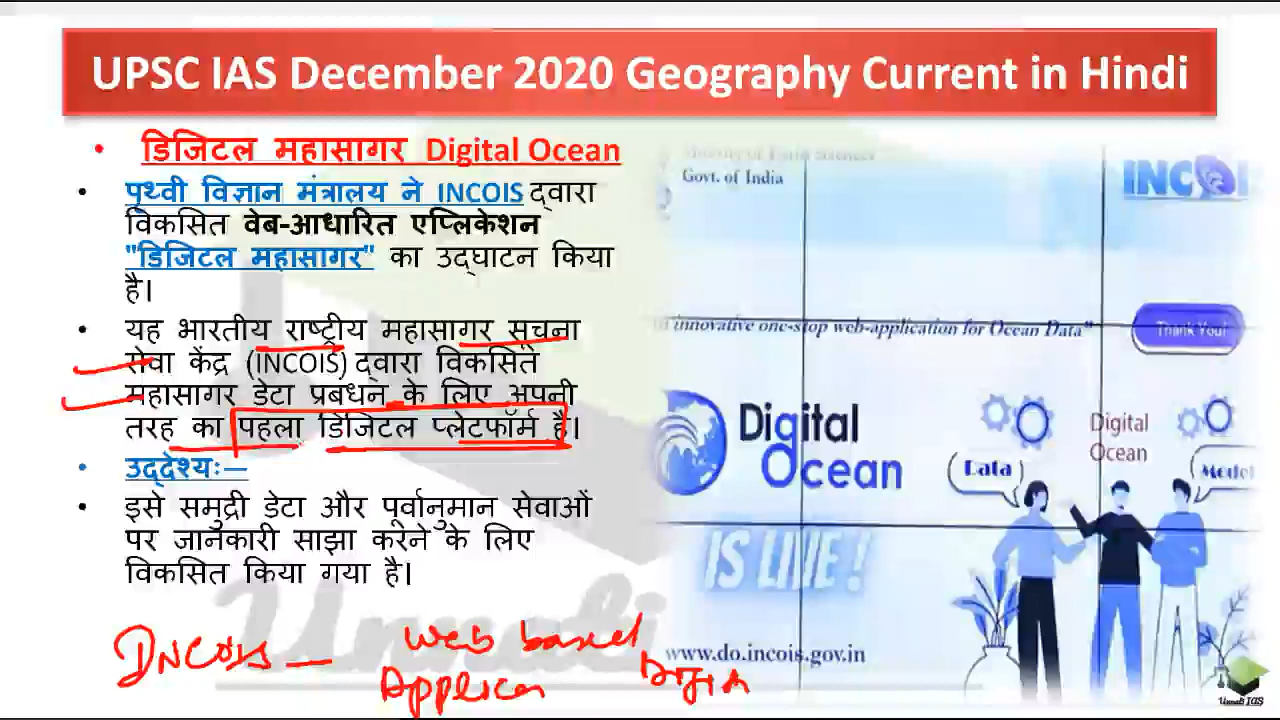 UPSC IAS December 2020 Geography Current in Hindi
• डिजिटल महासागर Digital Ocean
• पृथ्वी विज्ञान मंत्रालय ने INCOIS द्वारा
विकसित वेब-आधारित एप्लिकेशन
"डिजिटल महासागर" का उद्घाटन किया
है।
• यह भारतीय राष्ट्रीय महासागर सूचना
सेवा केंद्र (INCOIS) द्वारा विकसित
महासागर डेटा प्रबंधन के लिए अपनी
तरह का पहला डिजिटल प्लेटफॉर्म है।
• उद्देश्यः—
• इसे समुद्री डेटा और पूर्वानुमान सेवाओं
पर जानकारी साझा करने के लिए
विकसित किया गया है।
INCOIS — web based
Govt. of India
INCOIS
innovative one-stop web-application for Ocean Data"
Thank You!
Digital
Ocean
Data
Digital
Ocean
Model
IS LIVE !
www.do.incois.gov.in
Unnati
Unnati IAS